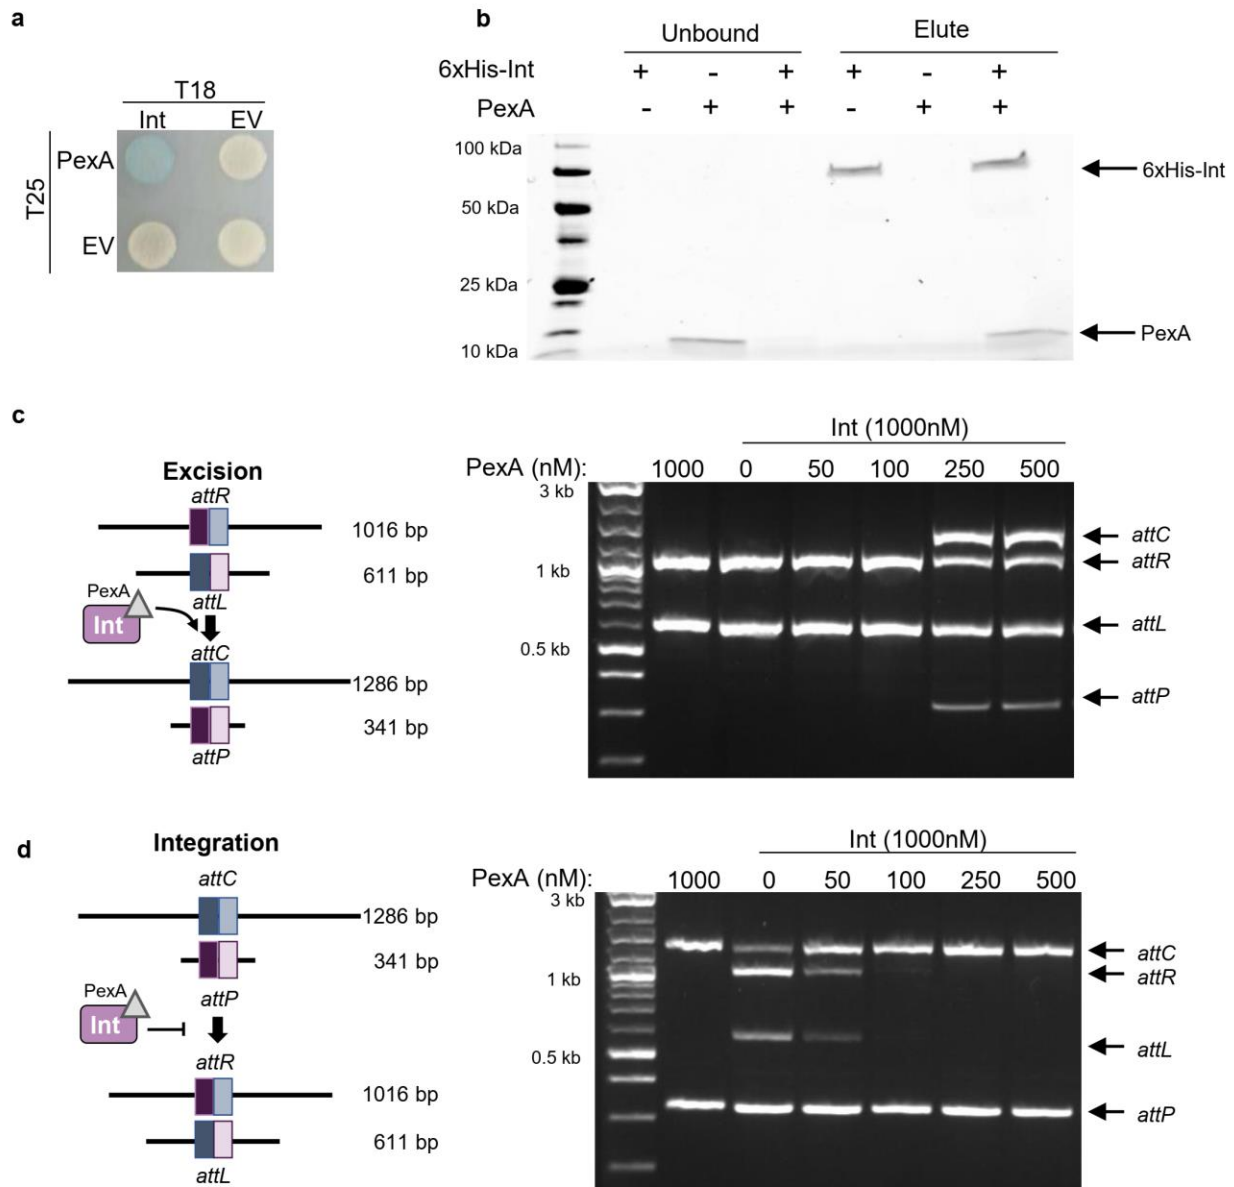 a
T18
Int EV
T25
PexA
EV
b
Unbound Elute
6xHis-Int + - + + - +
PexA - + + - + +
100 kDa
50 kDa
25 kDa
10 kDa
6xHis-Int
PexA
c
Excision
attR
1016 bp
611 bp
attL
PexA
Int
attC
1286 bp
341 bp
attP
Int (1000nM)
PexA (nM): 1000 0 50 100 250 500
3 kb
1 kb
0.5 kb
attC
attR
attL
attP
d
Integration
attC
1286 bp
341 bp
attP
PexA
Int
attR
1016 bp
611 bp
attL
Int (1000nM)
PexA (nM): 1000 0 50 100 250 500
3 kb
1 kb
0.5 kb
attC
attR
attL
attP